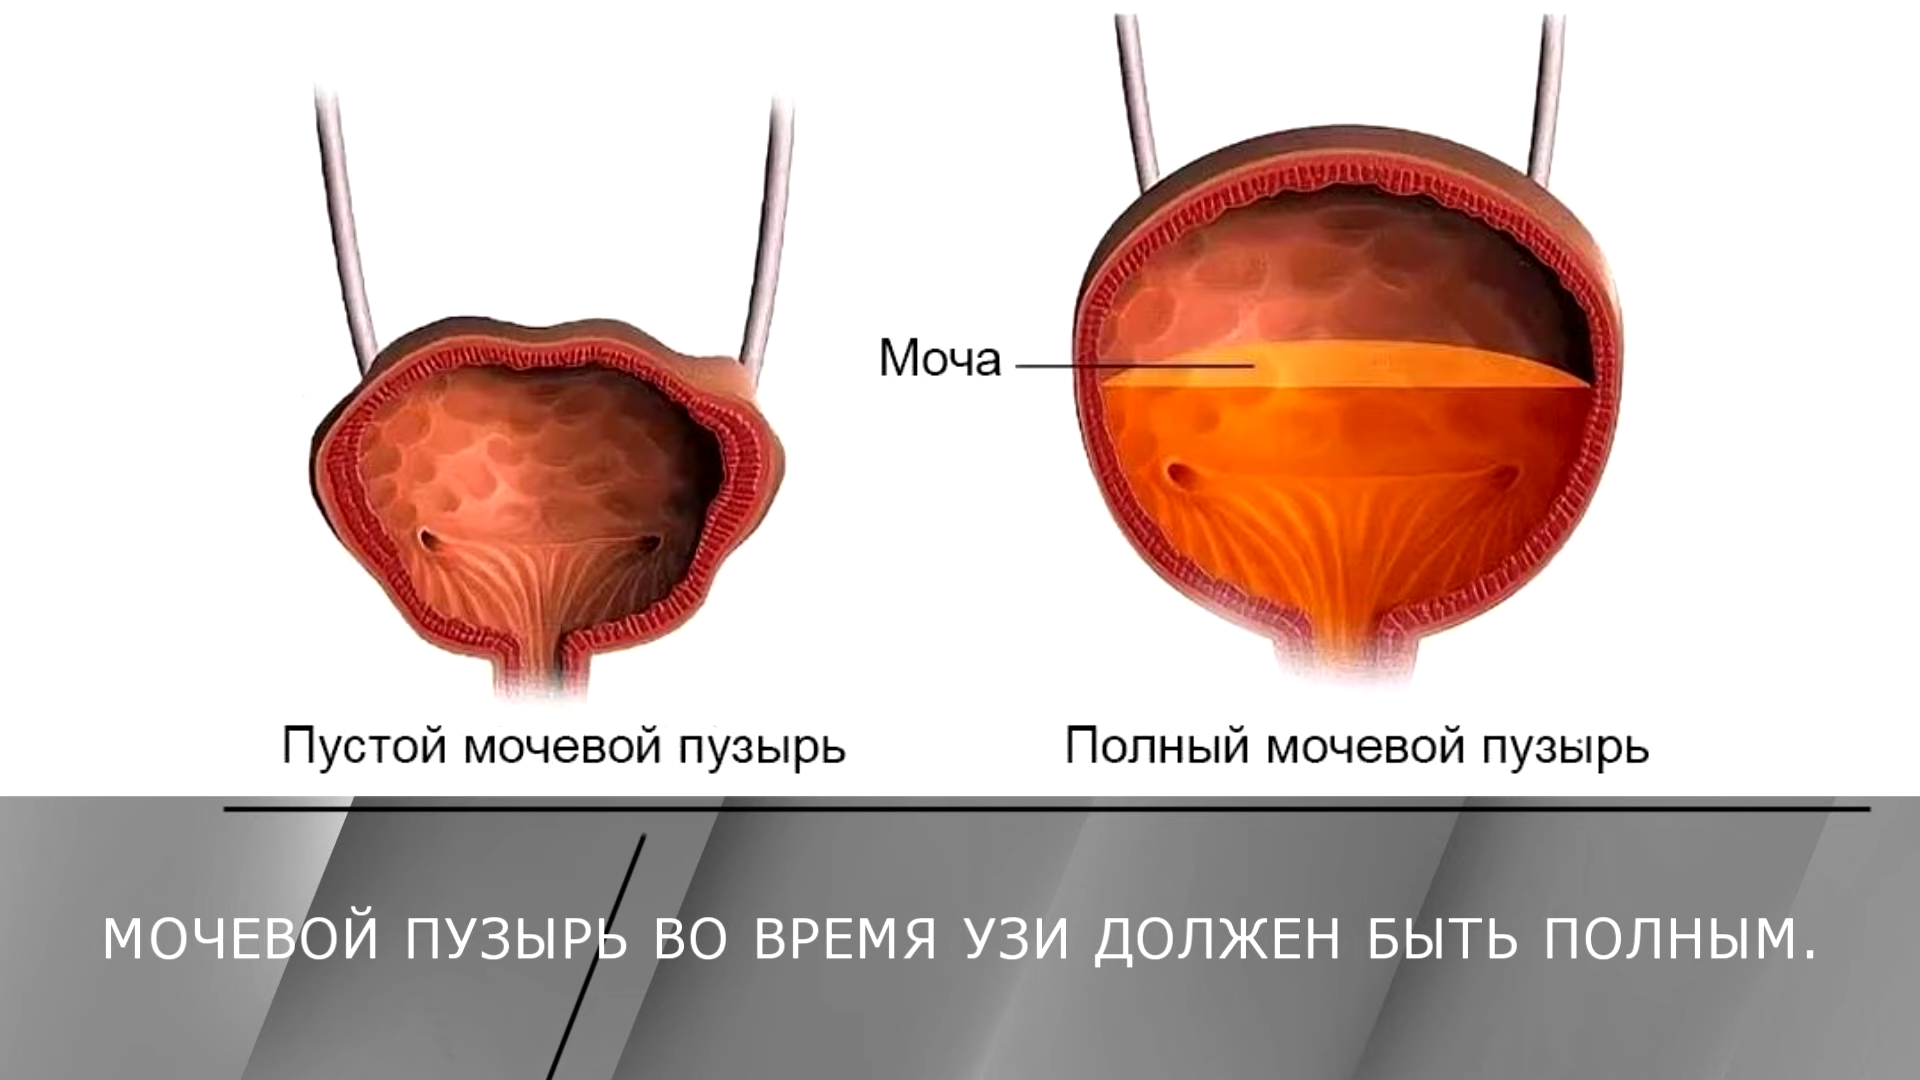 Моча
Пустой мочевой пузырь
Полный мочевой пузырь
МОЧЕВОЙ ПУЗЫРЬ ВО ВРЕМЯ УЗИ ДОЛЖЕН БЫТЬ ПОЛНЫМ.